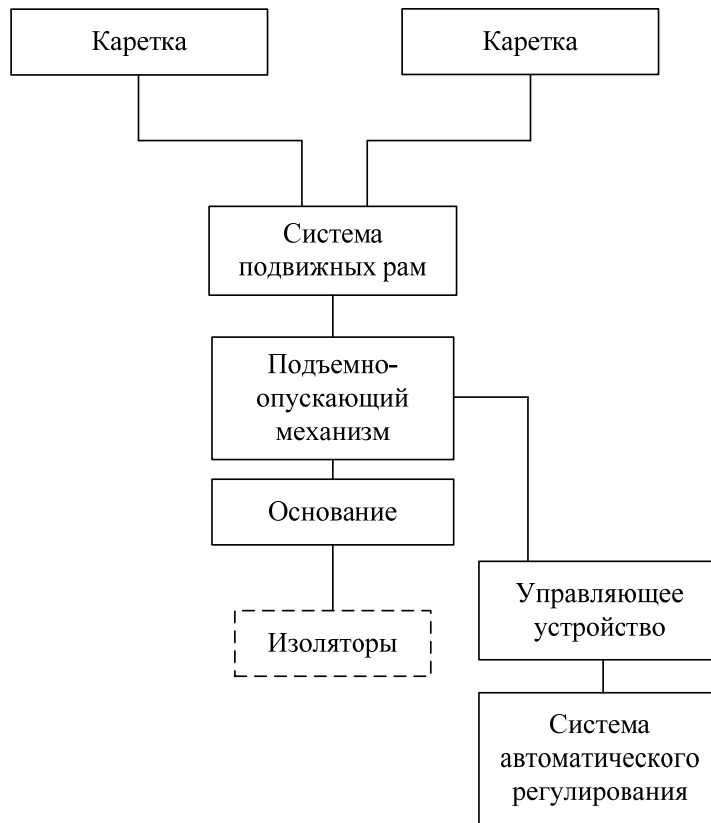 Каретка
Каретка
Система
подвижных рам
Подъемно-
опускающий
механизм
Основание
Изоляторы
Управляющее
устройство
Система
автоматического
регулирования